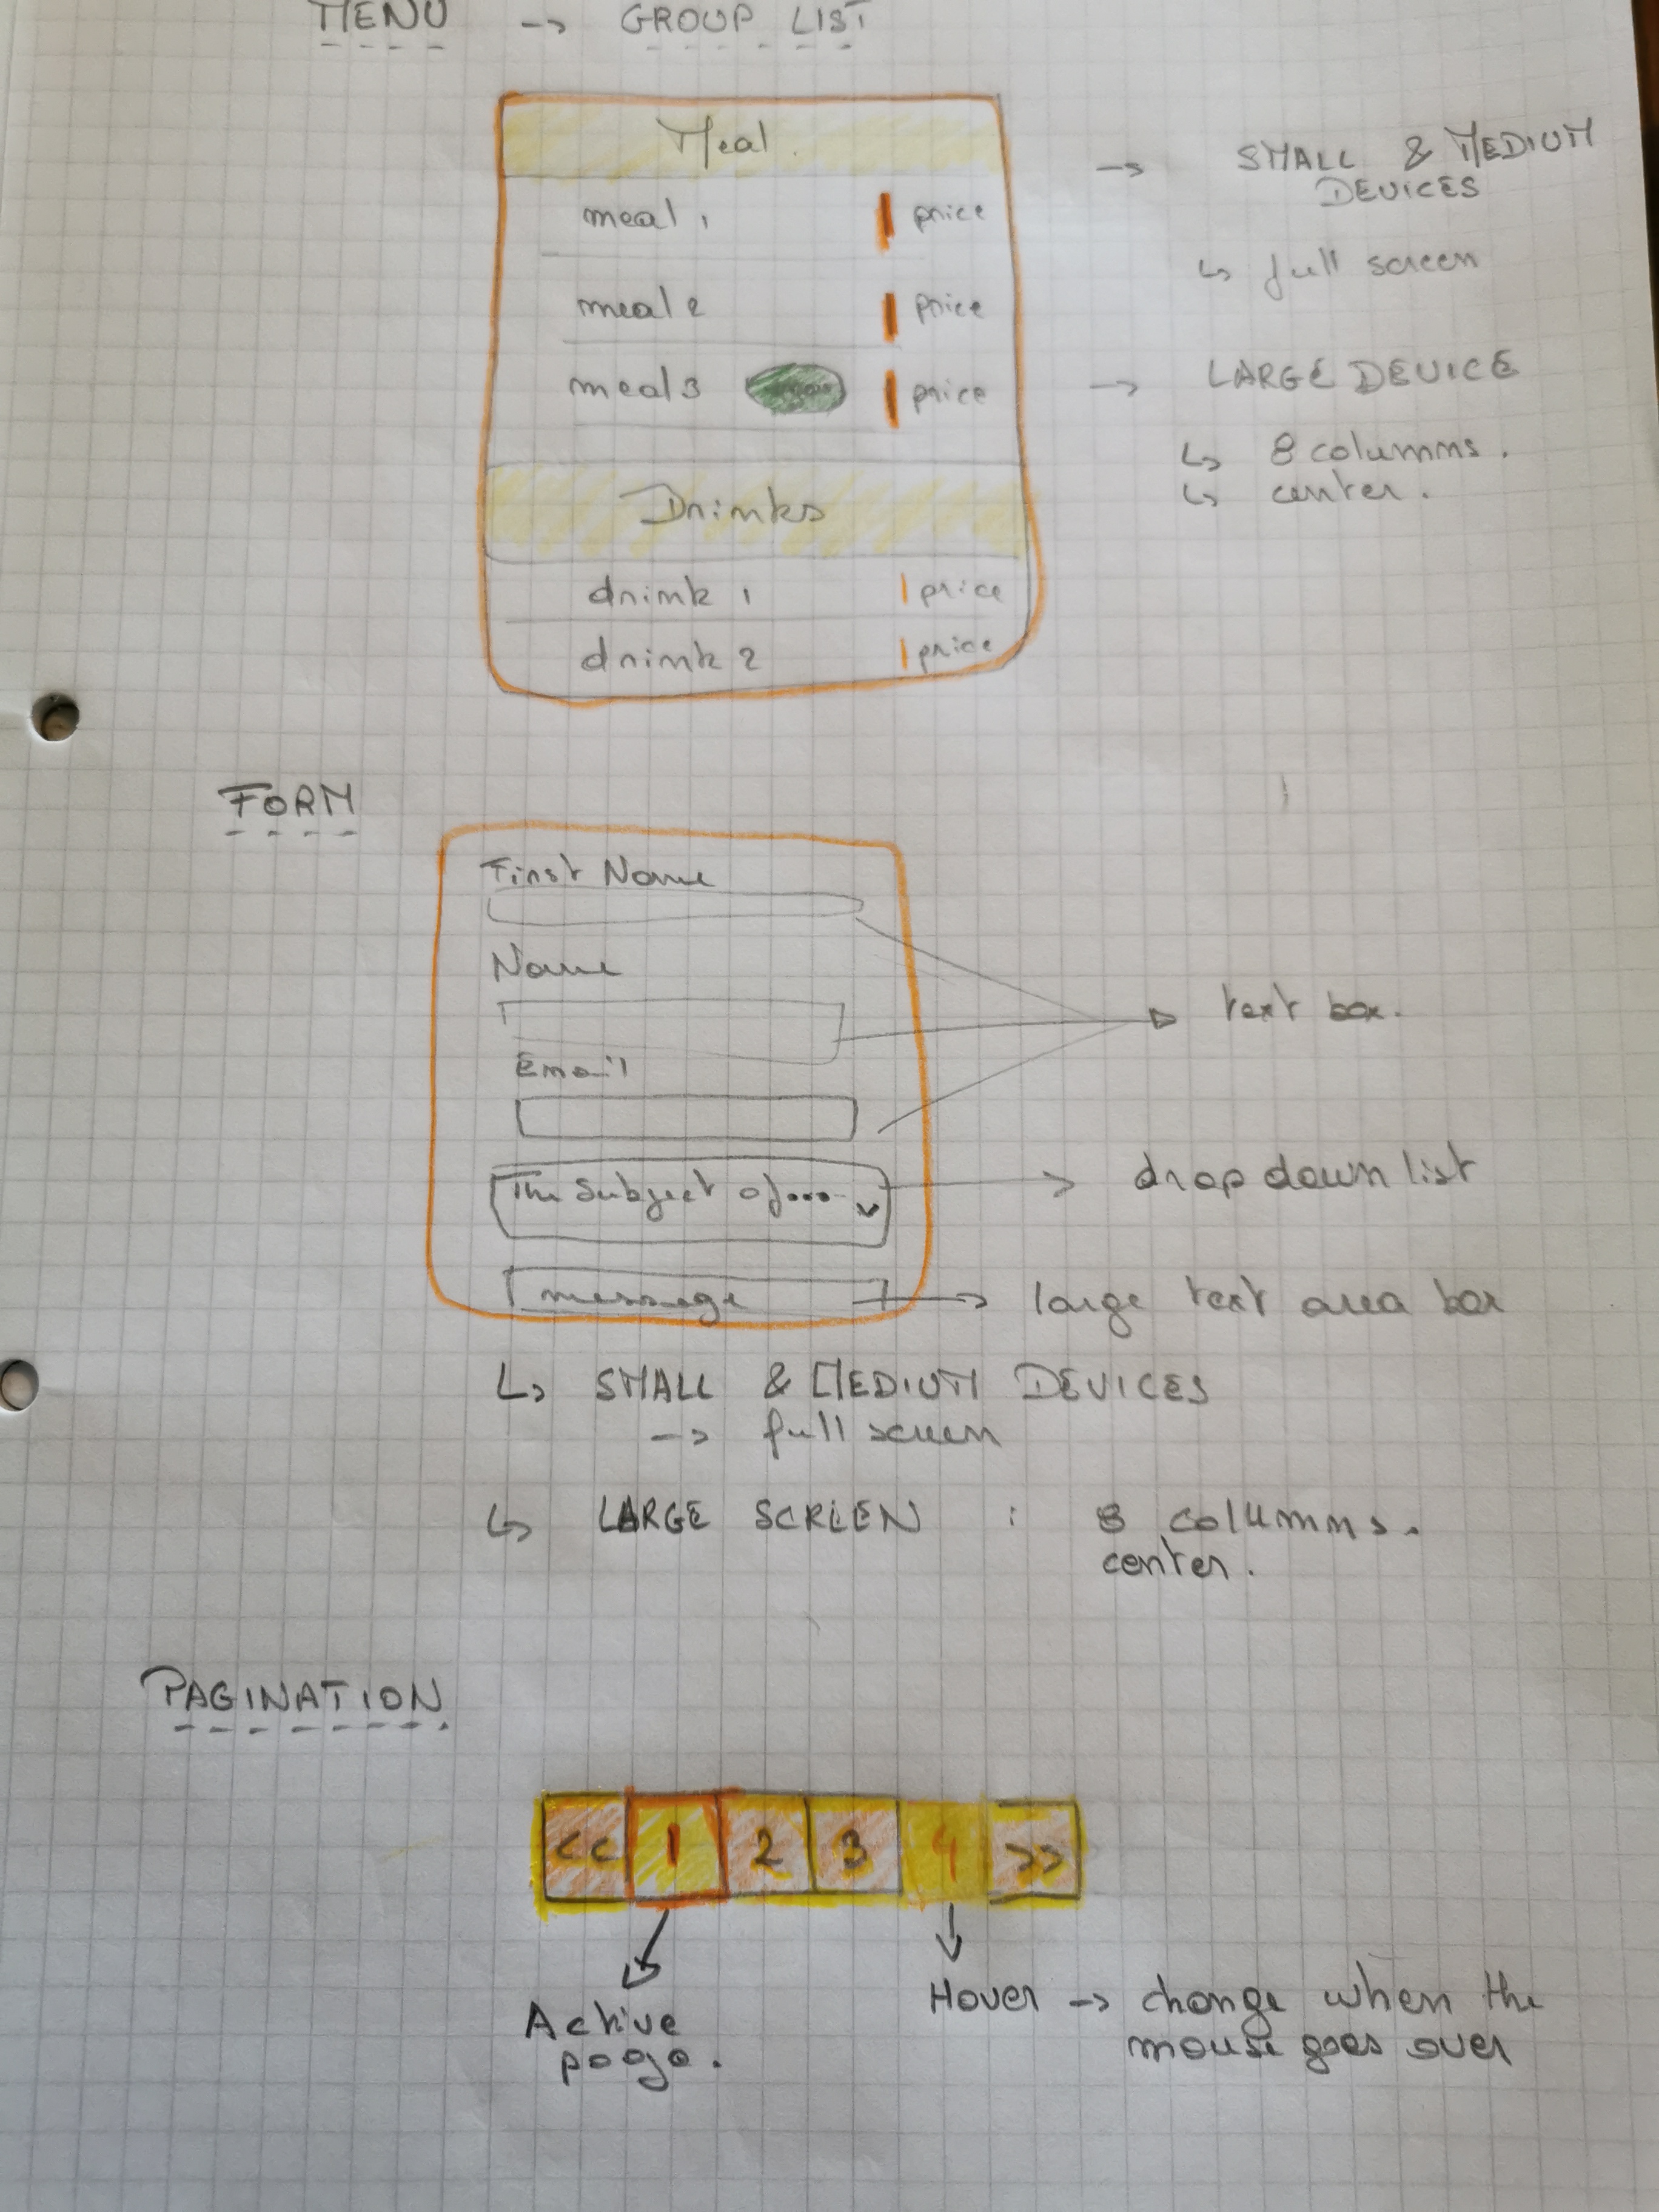 MENU -> GROUP LIST
Meal
meal 1 price
meal 2 price
meal 3 price
Drinks
drink 1 price
drink 2 price
-> SMALL & MEDIUM
DEVICES
↳ full screen
-> LARGE DEVICE
↳ 8 columns.
↳ center.
FORM
First Name
Name
Email
The Subject of...
message
text box.
drop down list
large text area box
↳ SMALL & MEDIUM DEVICES
-> full screen
↳ LARGE SCREEN : 8 columns.
center.
PAGINATION
<< 1 2 3 4 >>
Active
page.
Hover -> change when the
mouse goes over